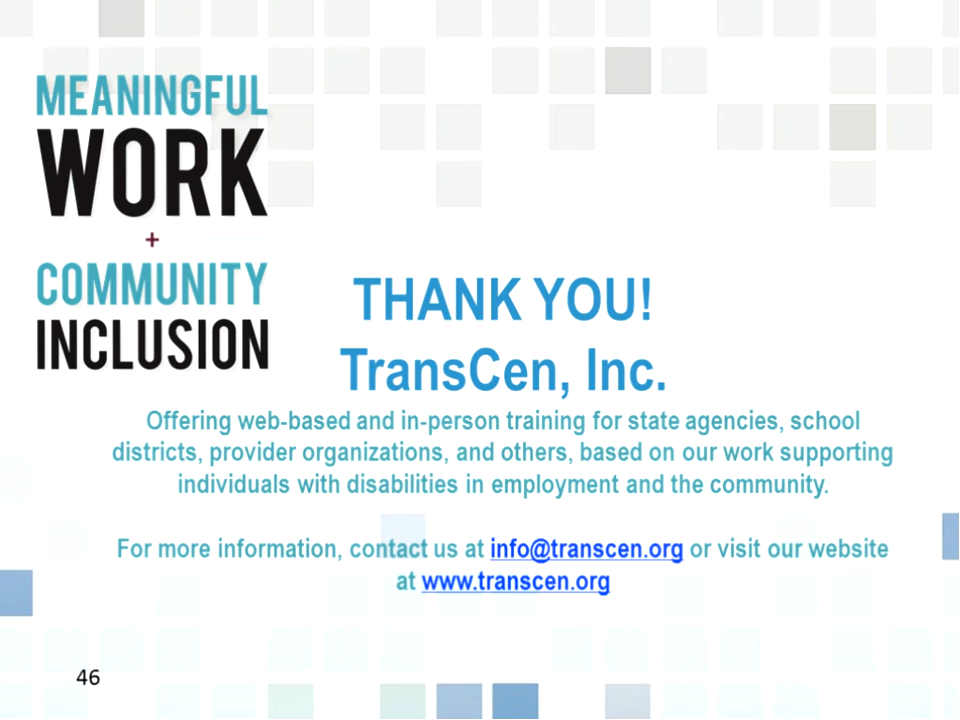 MEANINGFUL
WORK
+
COMMUNITY
INCLUSION
THANK YOU!
TransCen, Inc.
Offering web-based and in-person training for state agencies, school
districts, provider organizations, and others, based on our work supporting
individuals with disabilities in employment and the community.
For more information, contact us at info@transcen.org or visit our website
at www.transcen.org
46